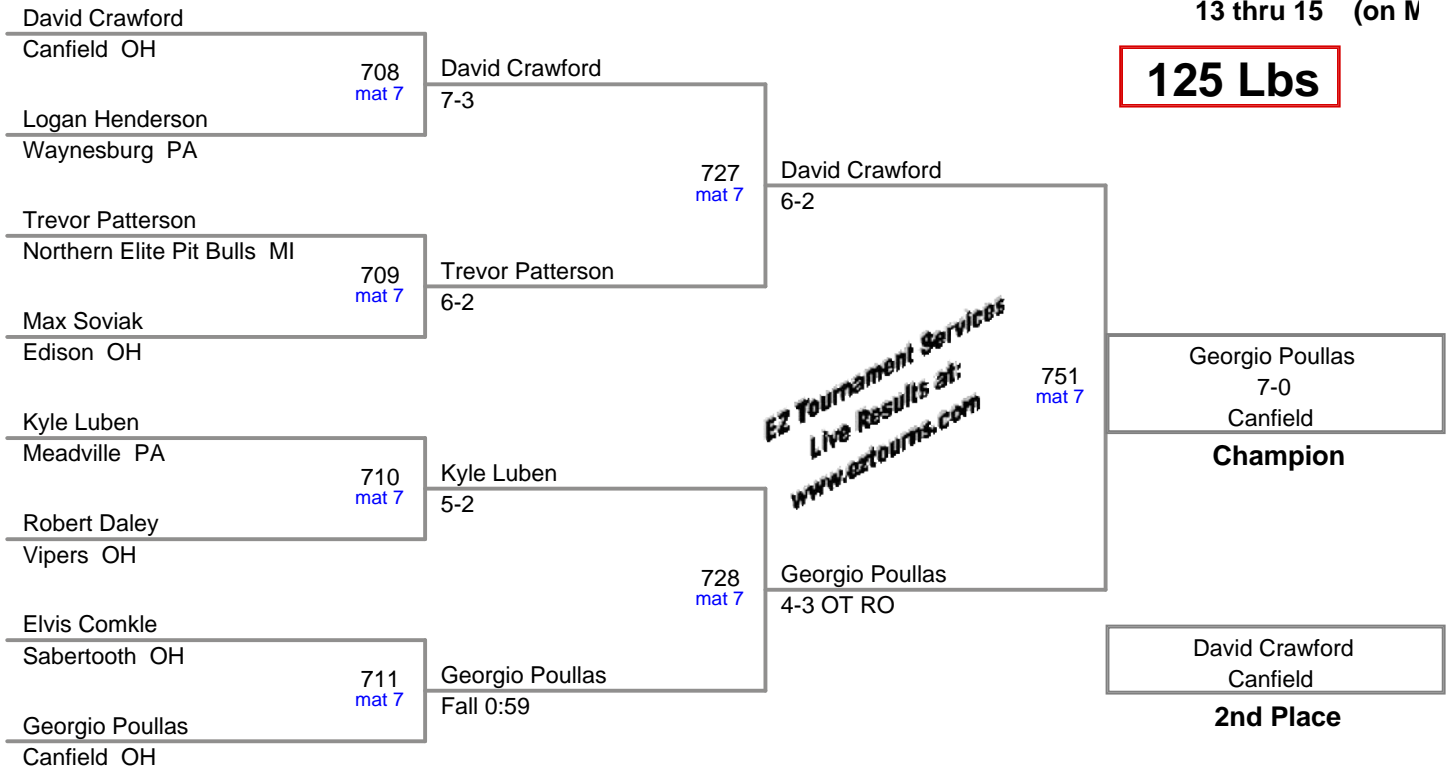 13 thru 15 (on
125 Lbs
David Crawford
Canfield OH
708
mat 7
David Crawford
7-3
Logan Henderson
Waynesburg PA
727
mat 7
David Crawford
6-2
Trevor Patterson
Northern Elite Pit Bulls MI
709
mat 7
Trevor Patterson
6-2
Max Soviak
Edison OH
EZ Tournament Services
Live Results at:
www.eztourns.com
751
mat 7
Georgio Poullas
7-0
Canfield
Champion
Kyle Luben
Meadville PA
710
mat 7
Kyle Luben
5-2
Robert Daley
Vipers OH
728
mat 7
Georgio Poullas
4-3 OT RO
Elvis Comkle
Sabertooth OH
711
mat 7
Georgio Poullas
Fall 0:59
Georgio Poullas
Canfield OH
David Crawford
Canfield
2nd Place